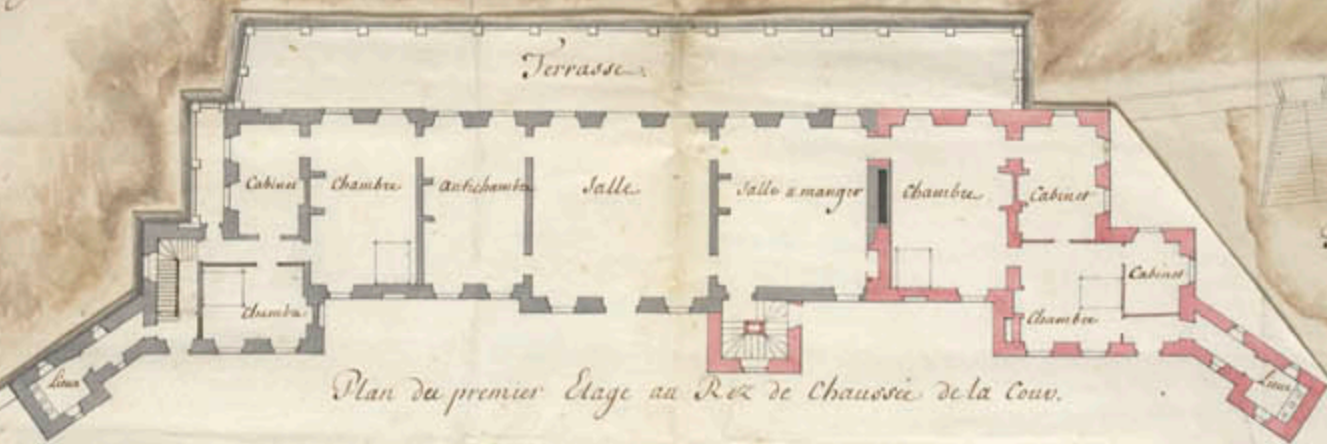 Terrasse.
Cabinet
Chambre
Antichambre
Salle
Salle a manger
Chambre
Cabinet
Cabinet
Chambre
Chambre
Lieux
Lieux
Plan du premier Etage au Rez de Chaussée de la Cour.